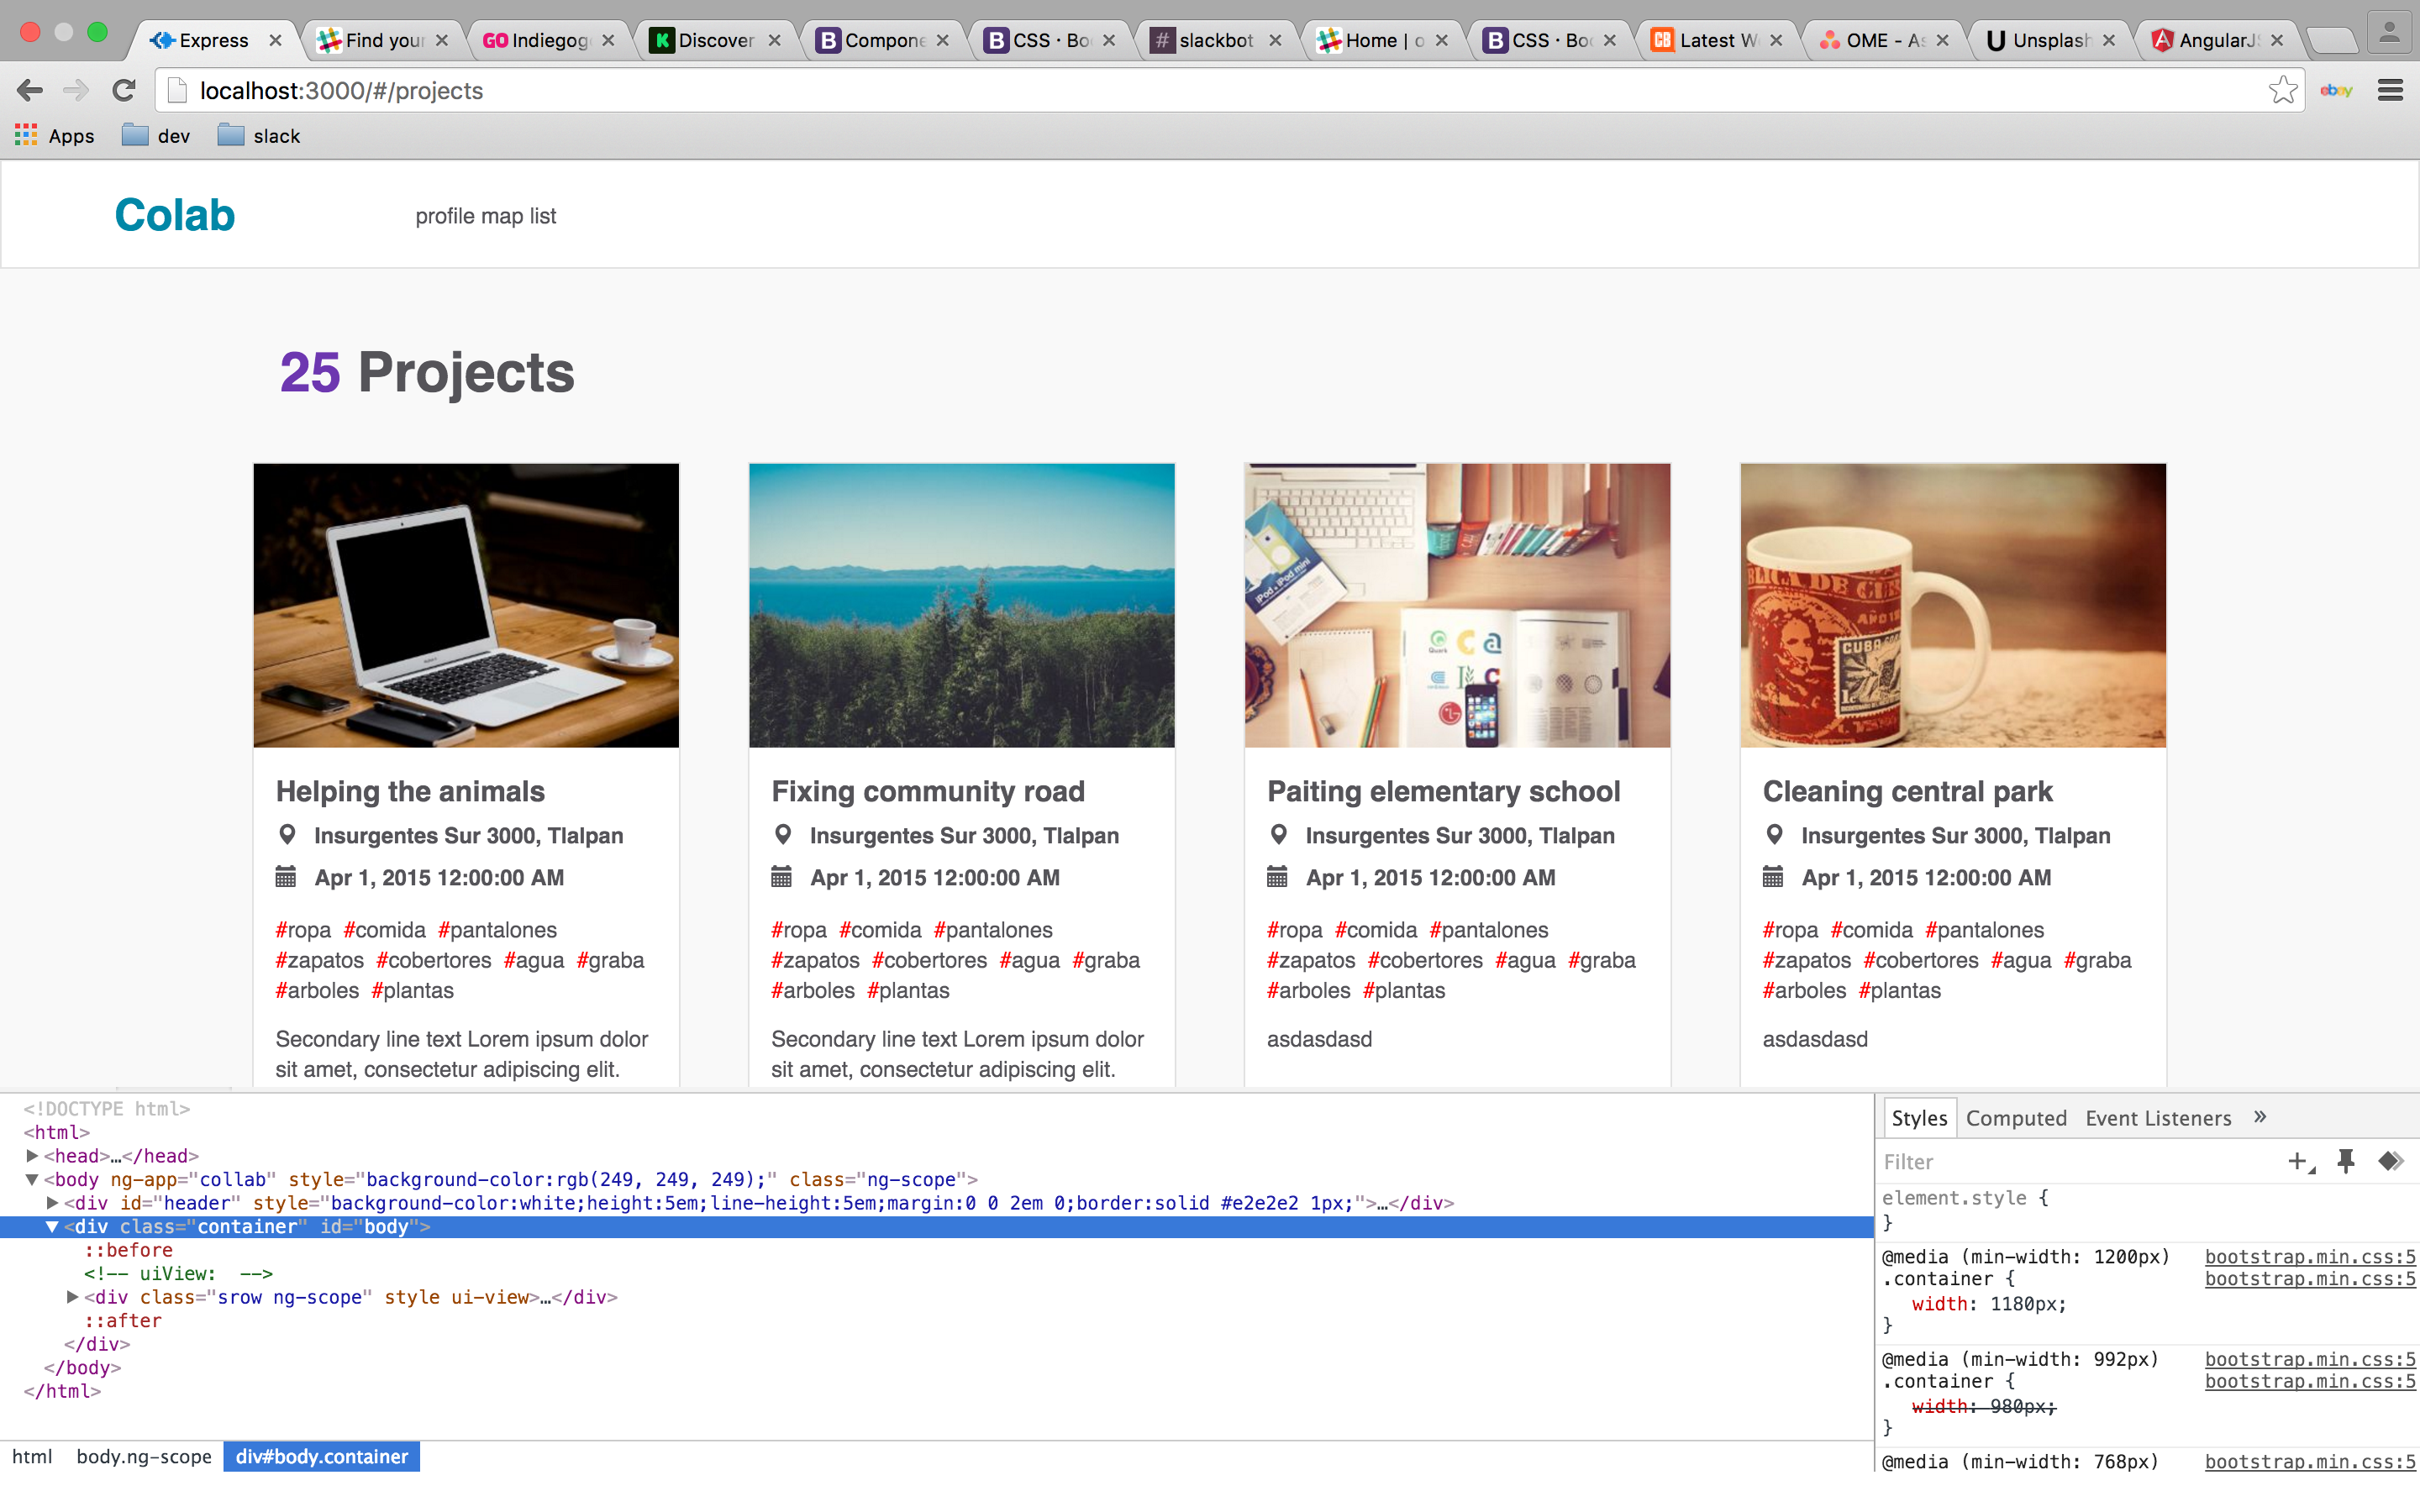 Express
Find your
GO Indiegog
Discover
B Compone
B CSS · Bo
# slackbot
Home | o
B CSS · Bo
Latest W
OME - As
Unsplash
AngularJS
localhost:3000/#/projects
ebay
Apps dev slack
Colab profile map list
25 Projects
Helping the animals
Insurgentes Sur 3000, Tlalpan
Apr 1, 2015 12:00:00 AM
#ropa #comida #pantalones
#zapatos #cobertores #agua #graba
#arboles #plantas
Secondary line text Lorem ipsum dolor
sit amet, consectetur adipiscing elit.
Fixing community road
Insurgentes Sur 3000, Tlalpan
Apr 1, 2015 12:00:00 AM
#ropa #comida #pantalones
#zapatos #cobertores #agua #graba
#arboles #plantas
Secondary line text Lorem ipsum dolor
sit amet, consectetur adipiscing elit.
iPod iPod mini
Quark
LG
Paiting elementary school
Insurgentes Sur 3000, Tlalpan
Apr 1, 2015 12:00:00 AM
#ropa #comida #pantalones
#zapatos #cobertores #agua #graba
#arboles #plantas
asdasdasd
BLICA DE CU
AÑO
CUBA
Cleaning central park
Insurgentes Sur 3000, Tlalpan
Apr 1, 2015 12:00:00 AM
#ropa #comida #pantalones
#zapatos #cobertores #agua #graba
#arboles #plantas
asdasdasd
<!DOCTYPE html>
<html>
<head>…</head>
<body ng-app="collab" style="background-color:rgb(249, 249, 249);" class="ng-scope">
<div id="header" style="background-color:white;height:5em;line-height:5em;margin:0 0 2em 0;border:solid #e2e2e2 1px;">…</div>
<div class="container" id="body">
::before
<!-- uiView:  -->
<div class="srow ng-scope" style ui-view>…</div>
::after
</div>
</body>
</html>
html body.ng-scope div#body.container
Styles Computed Event Listeners »
Filter
element.style {
}
@media (min-width: 1200px) bootstrap.min.css:5
.container { bootstrap.min.css:5
width: 1180px;
}
@media (min-width: 992px) bootstrap.min.css:5
.container { bootstrap.min.css:5
width: 980px;
}
@media (min-width: 768px) bootstrap.min.css:5